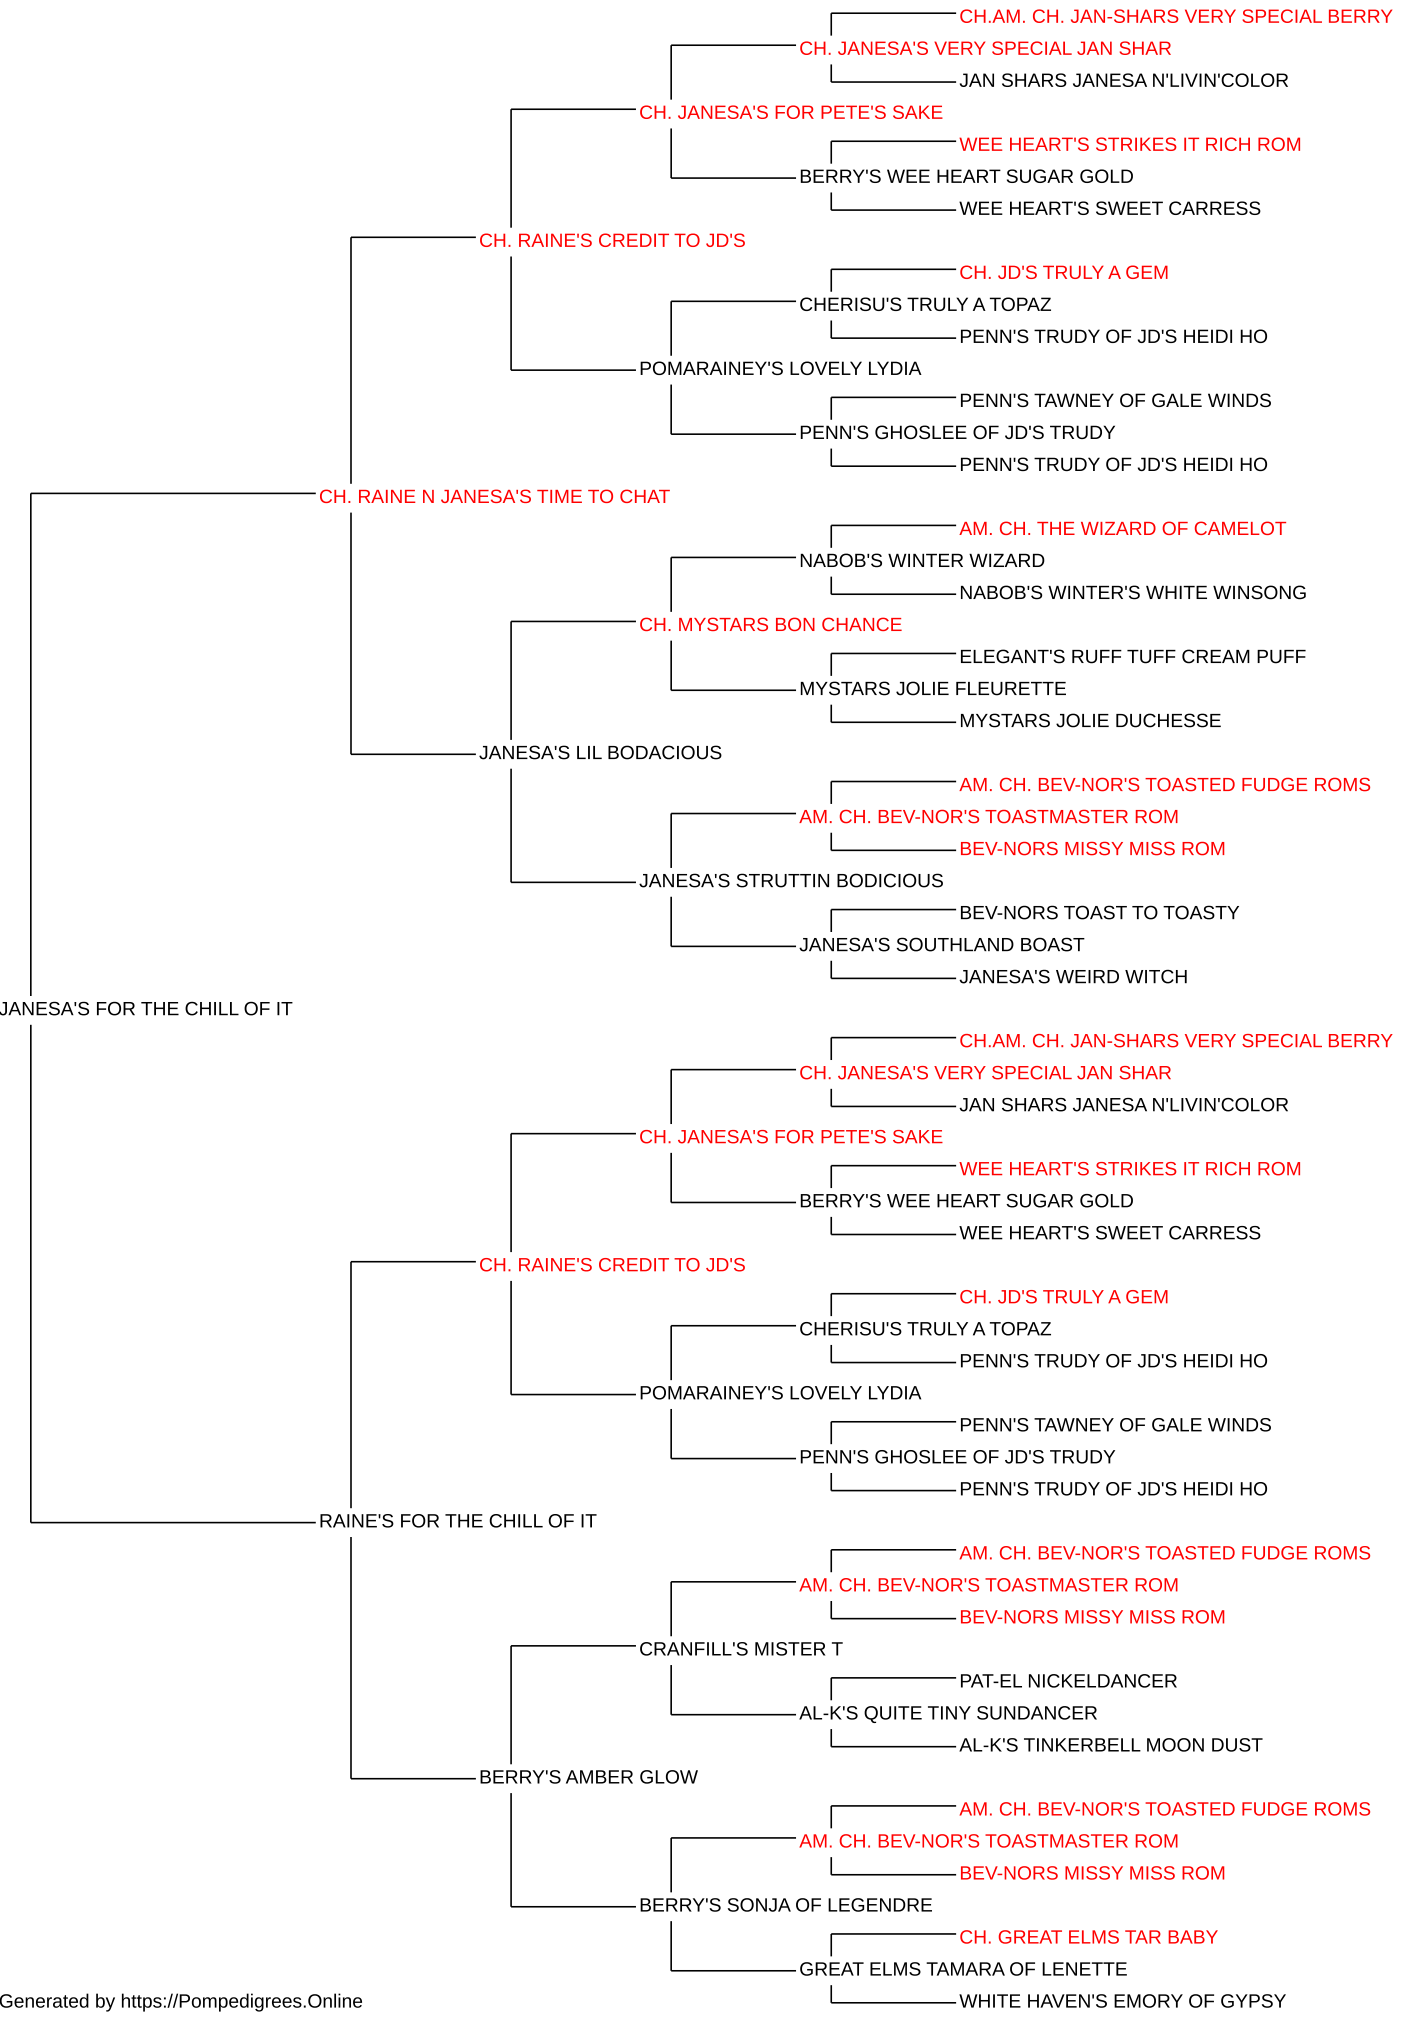 CH.AM. CH. JAN-SHARS VERY SPECIAL BERRY
CH. JANESA'S VERY SPECIAL JAN SHAR
JAN SHARS JANESA N'LIVIN'COLOR
CH. JANESA'S FOR PETE'S SAKE
WEE HEART'S STRIKES IT RICH ROM
BERRY'S WEE HEART SUGAR GOLD
WEE HEART'S SWEET CARRESS
CH. RAINE'S CREDIT TO JD'S
CH. JD'S TRULY A GEM
CHERISU'S TRULY A TOPAZ
PENN'S TRUDY OF JD'S HEIDI HO
POMARAINEY'S LOVELY LYDIA
PENN'S TAWNEY OF GALE WINDS
PENN'S GHOSLEE OF JD'S TRUDY
PENN'S TRUDY OF JD'S HEIDI HO
CH. RAINE N JANESA'S TIME TO CHAT
AM. CH. THE WIZARD OF CAMELOT
NABOB'S WINTER WIZARD
NABOB'S WINTER'S WHITE WINSONG
CH. MYSTARS BON CHANCE
ELEGANT'S RUFF TUFF CREAM PUFF
MYSTARS JOLIE FLEURETTE
MYSTARS JOLIE DUCHESSE
JANESA'S LIL BODACIOUS
AM. CH. BEV-NOR'S TOASTED FUDGE ROMS
AM. CH. BEV-NOR'S TOASTMASTER ROM
BEV-NORS MISSY MISS ROM
JANESA'S STRUTTIN BODICIOUS
BEV-NORS TOAST TO TOASTY
JANESA'S SOUTHLAND BOAST
JANESA'S WEIRD WITCH
JANESA'S FOR THE CHILL OF IT
CH.AM. CH. JAN-SHARS VERY SPECIAL BERRY
CH. JANESA'S VERY SPECIAL JAN SHAR
JAN SHARS JANESA N'LIVIN'COLOR
CH. JANESA'S FOR PETE'S SAKE
WEE HEART'S STRIKES IT RICH ROM
BERRY'S WEE HEART SUGAR GOLD
WEE HEART'S SWEET CARRESS
CH. RAINE'S CREDIT TO JD'S
CH. JD'S TRULY A GEM
CHERISU'S TRULY A TOPAZ
PENN'S TRUDY OF JD'S HEIDI HO
POMARAINEY'S LOVELY LYDIA
PENN'S TAWNEY OF GALE WINDS
PENN'S GHOSLEE OF JD'S TRUDY
PENN'S TRUDY OF JD'S HEIDI HO
RAINE'S FOR THE CHILL OF IT
AM. CH. BEV-NOR'S TOASTED FUDGE ROMS
AM. CH. BEV-NOR'S TOASTMASTER ROM
BEV-NORS MISSY MISS ROM
CRANFILL'S MISTER T
PAT-EL NICKELDANCER
AL-K'S QUITE TINY SUNDANCER
AL-K'S TINKERBELL MOON DUST
BERRY'S AMBER GLOW
AM. CH. BEV-NOR'S TOASTED FUDGE ROMS
AM. CH. BEV-NOR'S TOASTMASTER ROM
BEV-NORS MISSY MISS ROM
BERRY'S SONJA OF LEGENDRE
CH. GREAT ELMS TAR BABY
GREAT ELMS TAMARA OF LENETTE
WHITE HAVEN'S EMORY OF GYPSY
Generated by https://Pompedigrees.Online